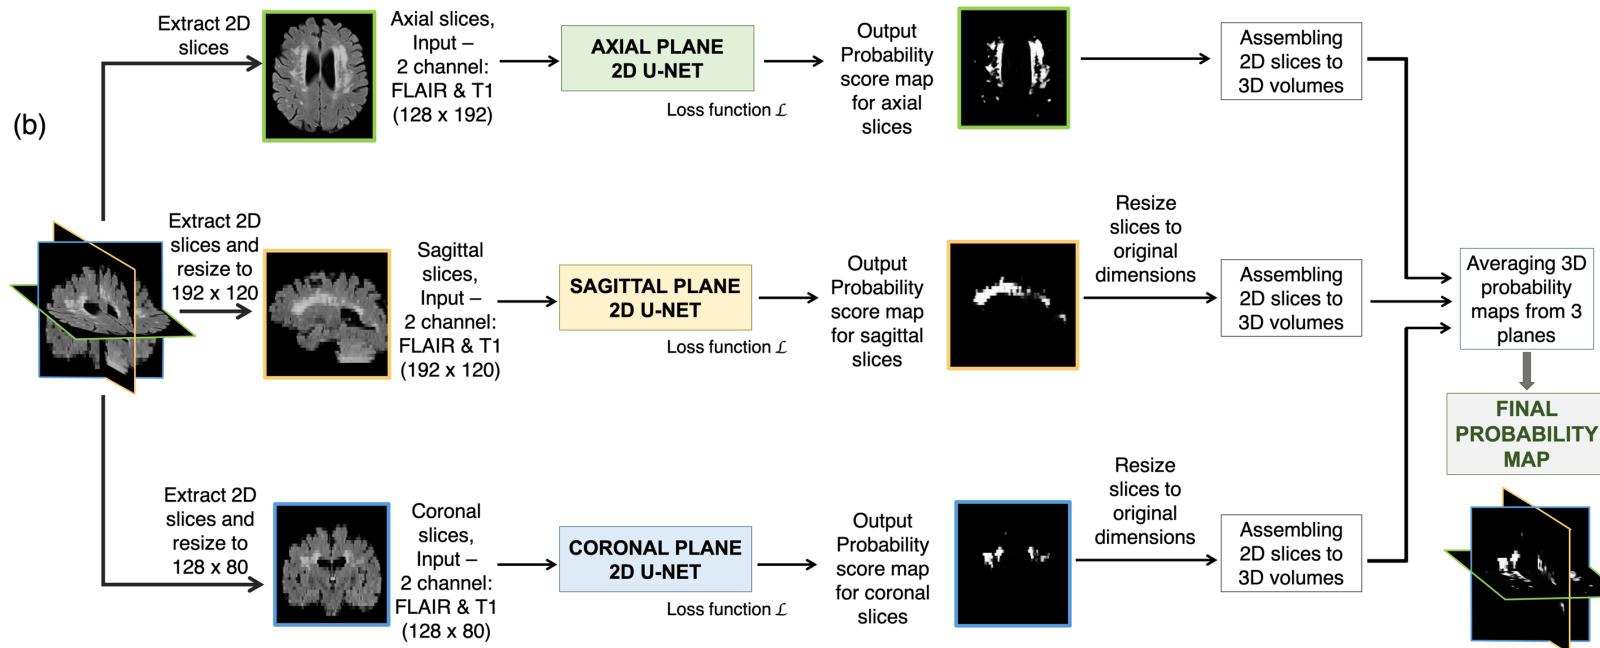 (b)
Extract 2D
slices
Axial slices,
Input –
2 channel:
FLAIR & T1
(128 x 192)
AXIAL PLANE
2D U-NET
Loss function ℒ
Output
Probability
score map
for axial
slices
Assembling
2D slices to
3D volumes
Extract 2D
slices and
resize to
192 x 120
Sagittal
slices,
Input –
2 channel:
FLAIR & T1
(192 x 120)
SAGITTAL PLANE
2D U-NET
Loss function ℒ
Output
Probability
score map
for sagittal
slices
Resize
slices to
original
dimensions
Assembling
2D slices to
3D volumes
Extract 2D
slices and
resize to
128 x 80
Coronal
slices,
Input –
2 channel:
FLAIR & T1
(128 x 80)
CORONAL PLANE
2D U-NET
Loss function ℒ
Output
Probability
score map
for coronal
slices
Resize
slices to
original
dimensions
Assembling
2D slices to
3D volumes
Averaging 3D
probability
maps from 3
planes
FINAL
PROBABILITY
MAP